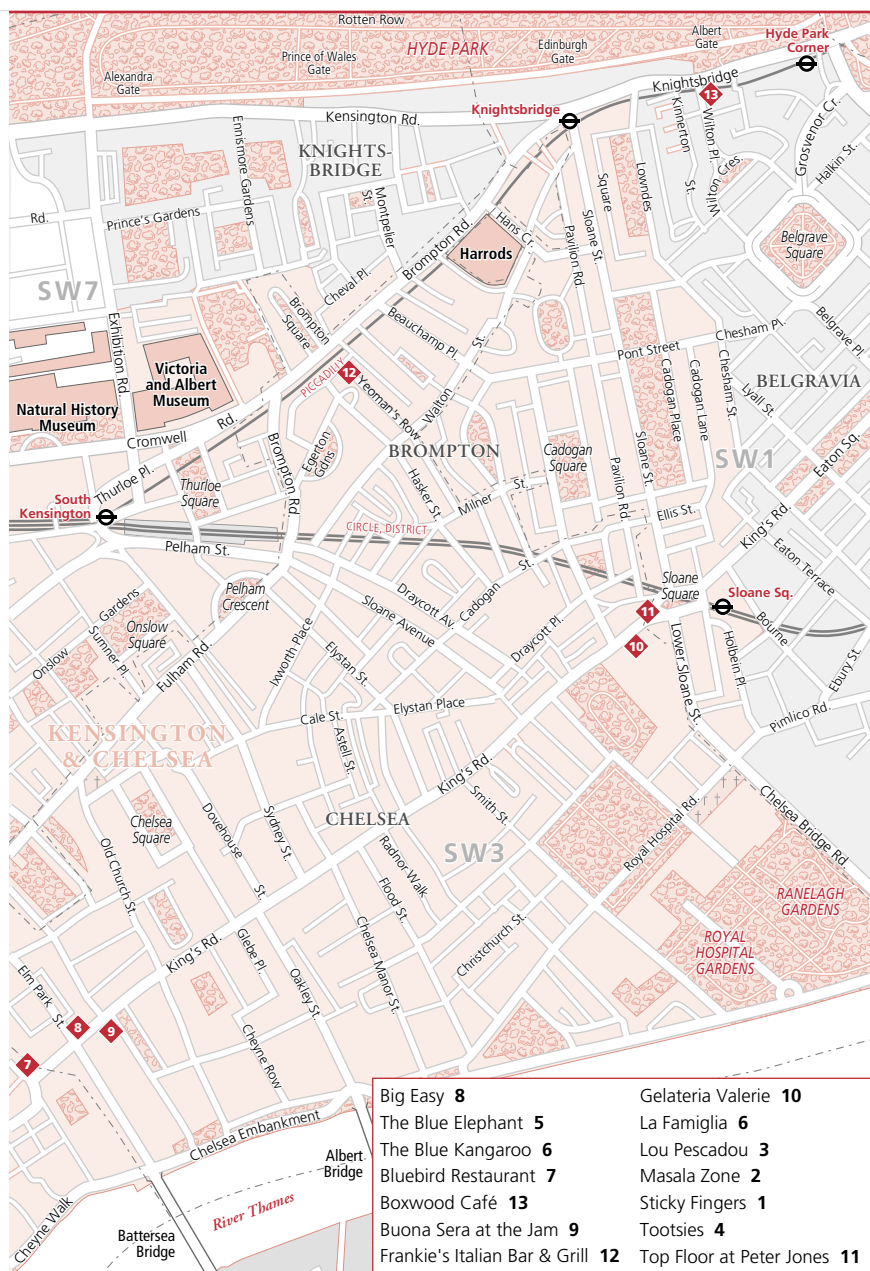 Rotten Row
HYDE PARK
Hyde Park
Corner
Albert
Gate
Edinburgh
Gate
Prince of Wales
Gate
Alexandra
Gate
Knightsbridge
13
Knightsbridge
Kensington Rd.
KNIGHTS-
BRIDGE
Ennismore Gardens
Kinnerton
St.
Wilton Pl.
Wilton Cres
Grosvenor Cr.
Halkin St.
Lowndes
Square
Sloane St.
Pavilion Rd.
Montpelier
St.
Rd.
Prince's Gardens
Brompton Rd.
Hans Cr.
Harrods
Belgrave
Square
SW7
Cheval Pl.
Brompton
Square
Exhibition Rd.
Beauchamp Pl.
St.
Walton
Belgrave Pl.
Chesham Pl.
Pont Street
Victoria
and Albert
Museum
PICCADILLY
12
Yeoman's Row
Natural History
Museum
Cadogan Place
Cadogan Lane
Chesham St.
BELGRAVIA
Lyall St.
Cromwell
Rd.
Brompton Rd.
Egerton
Gdns
BROMPTON
Cadogan
Square
Sloane St.
Pavilion Rd.
SW1
Eaton Sq.
Thurloe Pl.
Thurloe
Square
Hasker St.
Milner
St.
South
Kensington
CIRCLE, DISTRICT
Ellis St.
King's Rd.
Pelham St.
Cadogan
St.
Eaton Terrace
Sloane
Square
Sloane Sq.
Pelham
Crescent
Draycott Av.
Sloane Avenue
11
10
Draycott Pl.
Bourne
Holbein Pl.
Lower Sloane St.
Ebury St.
Pimlico Rd.
Onslow
Gardens
Sumner Pl.
Onslow
Square
Fulham Rd.
Ixworth Place
Elystan St.
Cale St.
Elystan Place
Astell St.
KENSINGTON
& CHELSEA
King's Rd.
Smith St.
CHELSEA
SW3
Chelsea
Square
Dovehouse
St.
Sydney St.
Old Church St.
Radnor Walk
Flood St.
Royal Hospital Rd.
Chelsea Bridge Rd.
RANELAGH
GARDENS
ROYAL
HOSPITAL
GARDENS
King's Rd.
Glebe Pl.
Chelsea Manor St.
Christchurch St.
Oakley St.
Elm Park
St.
8
9
7
Cheyne Row
Chelsea Embankment
Albert
Bridge
River Thames
Battersea
Bridge
Cheyne Walk
Big Easy 8
The Blue Elephant 5
The Blue Kangaroo 6
Bluebird Restaurant 7
Boxwood Café 13
Buona Sera at the Jam 9
Frankie's Italian Bar & Grill 12
Gelateria Valerie 10
La Famiglia 6
Lou Pescadou 3
Masala Zone 2
Sticky Fingers 1
Tootsies 4
Top Floor at Peter Jones 11